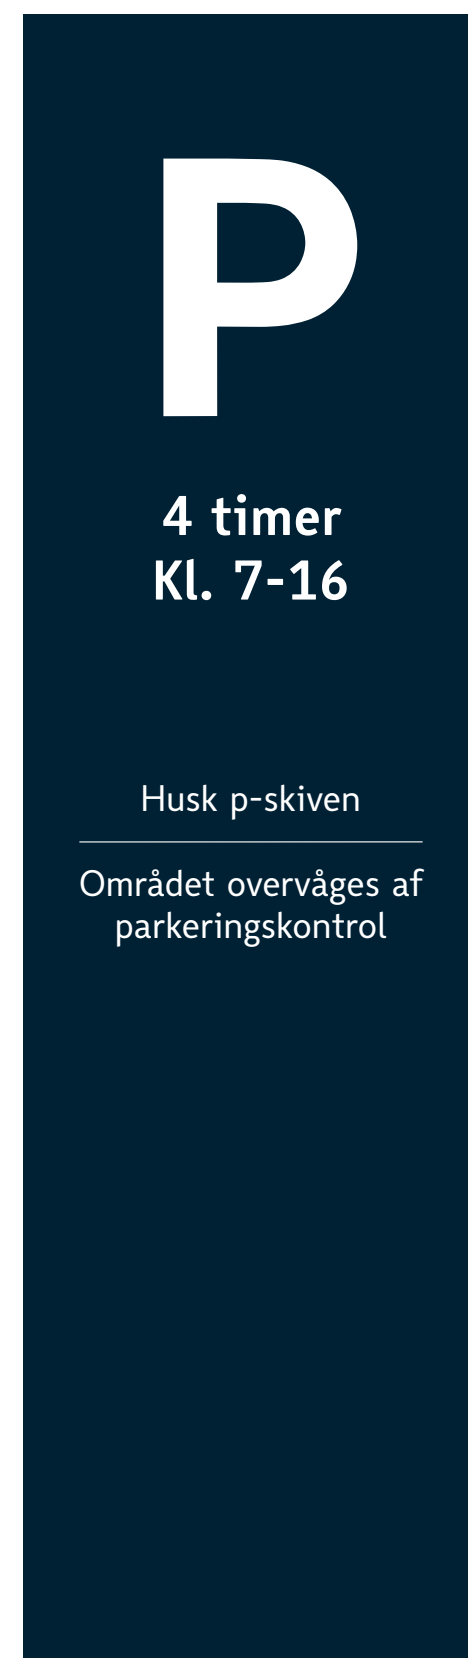 P
4 timer
Kl. 7-16
Husk p-skiven
Området overvåges af
parkeringskontrol